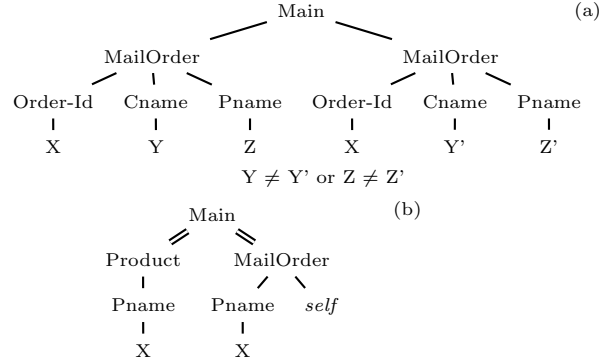 Main (a)
MailOrder MailOrder
Order-Id Cname Pname Order-Id Cname Pname
X Y Z X Y' Z'
Y ≠ Y' or Z ≠ Z'
(b)
Main
Product MailOrder
Pname Pname self
X X